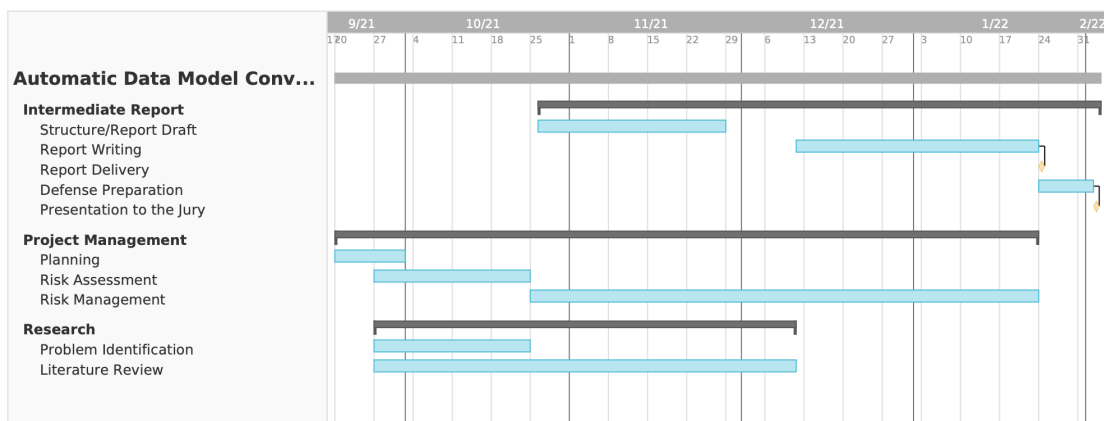 9/21 10/21 11/21 12/21 1/22 2/22
17 20 27 4 11 18 25 1 8 15 22 29 6 13 20 27 3 10 17 24 31
Automatic Data Model Conv...
Intermediate Report
Structure/Report Draft
Report Writing
Report Delivery
Defense Preparation
Presentation to the Jury
Project Management
Planning
Risk Assessment
Risk Management
Research
Problem Identification
Literature Review